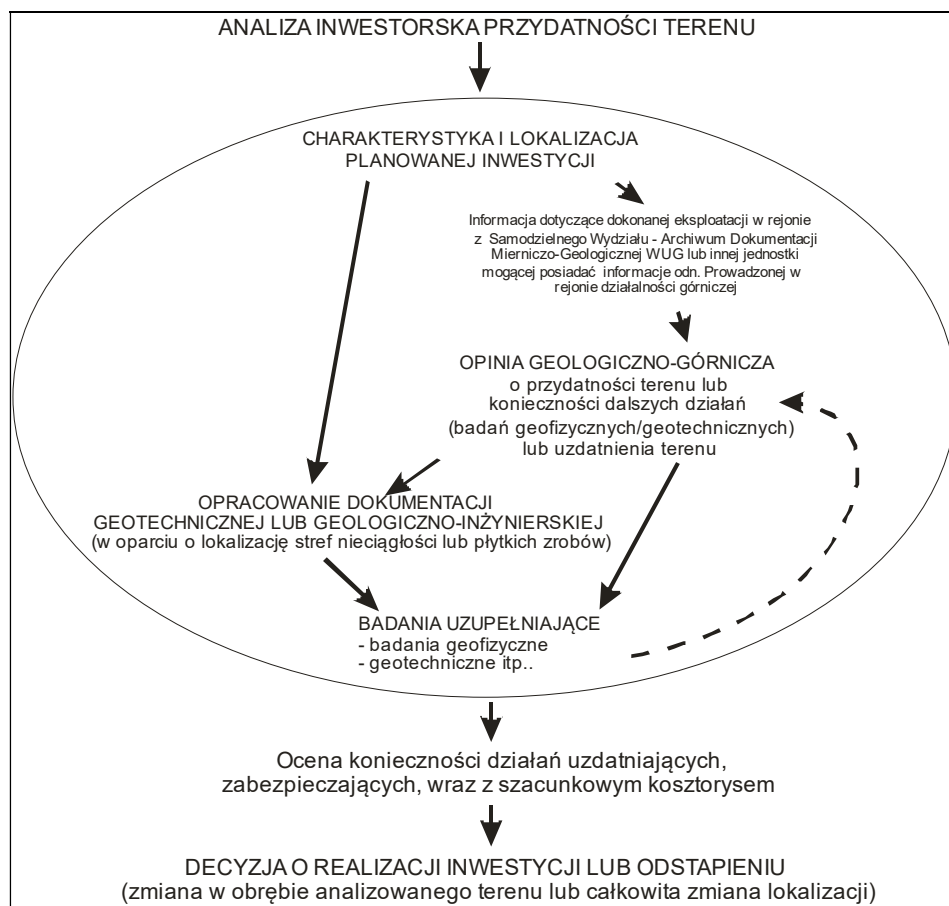 ANALIZA INWESTORSKA PRZYDATNOŚCI TERENU
CHARAKTERYSTYKA I LOKALIZACJA
PLANOWANEJ INWESTYCJI
Informacja dotyczące dokonanej eksploatacji w rejonie
z Samodzielnego Wydziału - Archiwum Dokumentacji
Mierniczo-Geologicznej WUG lub innej jednostki
mogącej posiadać informacje odn. Prowadzonej w
rejonie działalności górniczej
OPINIA GEOLOGICZNO-GÓRNICZA
o przydatności terenu lub
konieczności dalszych działań
(badań geofizycznych/geotechnicznych)
lub uzdatnienia terenu
OPRACOWANIE DOKUMENTACJI
GEOTECHNICZNEJ LUB GEOLOGICZNO-INŻYNIERSKIEJ
(w oparciu o lokalizację stref nieciągłości lub płytkich zrobów)
BADANIA UZUPEŁNIAJĄCE
- badania geofizyczne
- geotechniczne itp..
Ocena konieczności działań uzdatniających,
zabezpieczających, wraz z szacunkowym kosztorysem
DECYZJA O REALIZACJI INWESTYCJI LUB ODSTAPIENIU
(zmiana w obrębie analizowanego terenu lub całkowita zmiana lokalizacji)